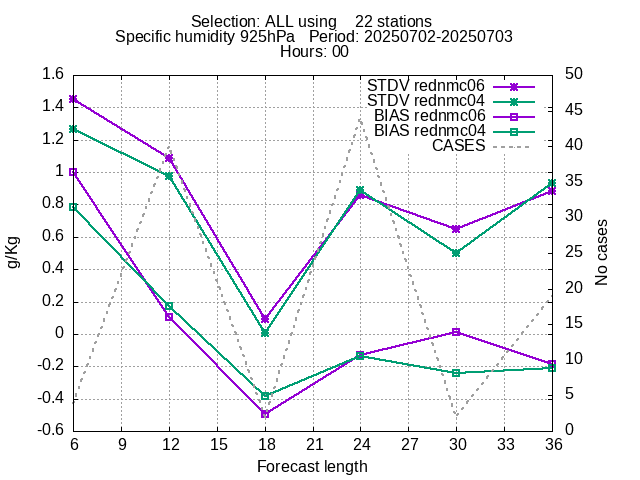 Selection: ALL using    22 stations
Specific humidity 925hPa   Period: 20250702-20250703
Hours: 00
STDV rednmc06
STDV rednmc04
BIAS rednmc06
BIAS rednmc04
CASES
g/Kg
1.6
1.4
1.2
1
0.8
0.6
0.4
0.2
0
-0.2
-0.4
-0.6
50
45
40
35
30
25
20
15
10
5
0
No cases
6 9 12 15 18 21 24 27 30 33 36
Forecast length